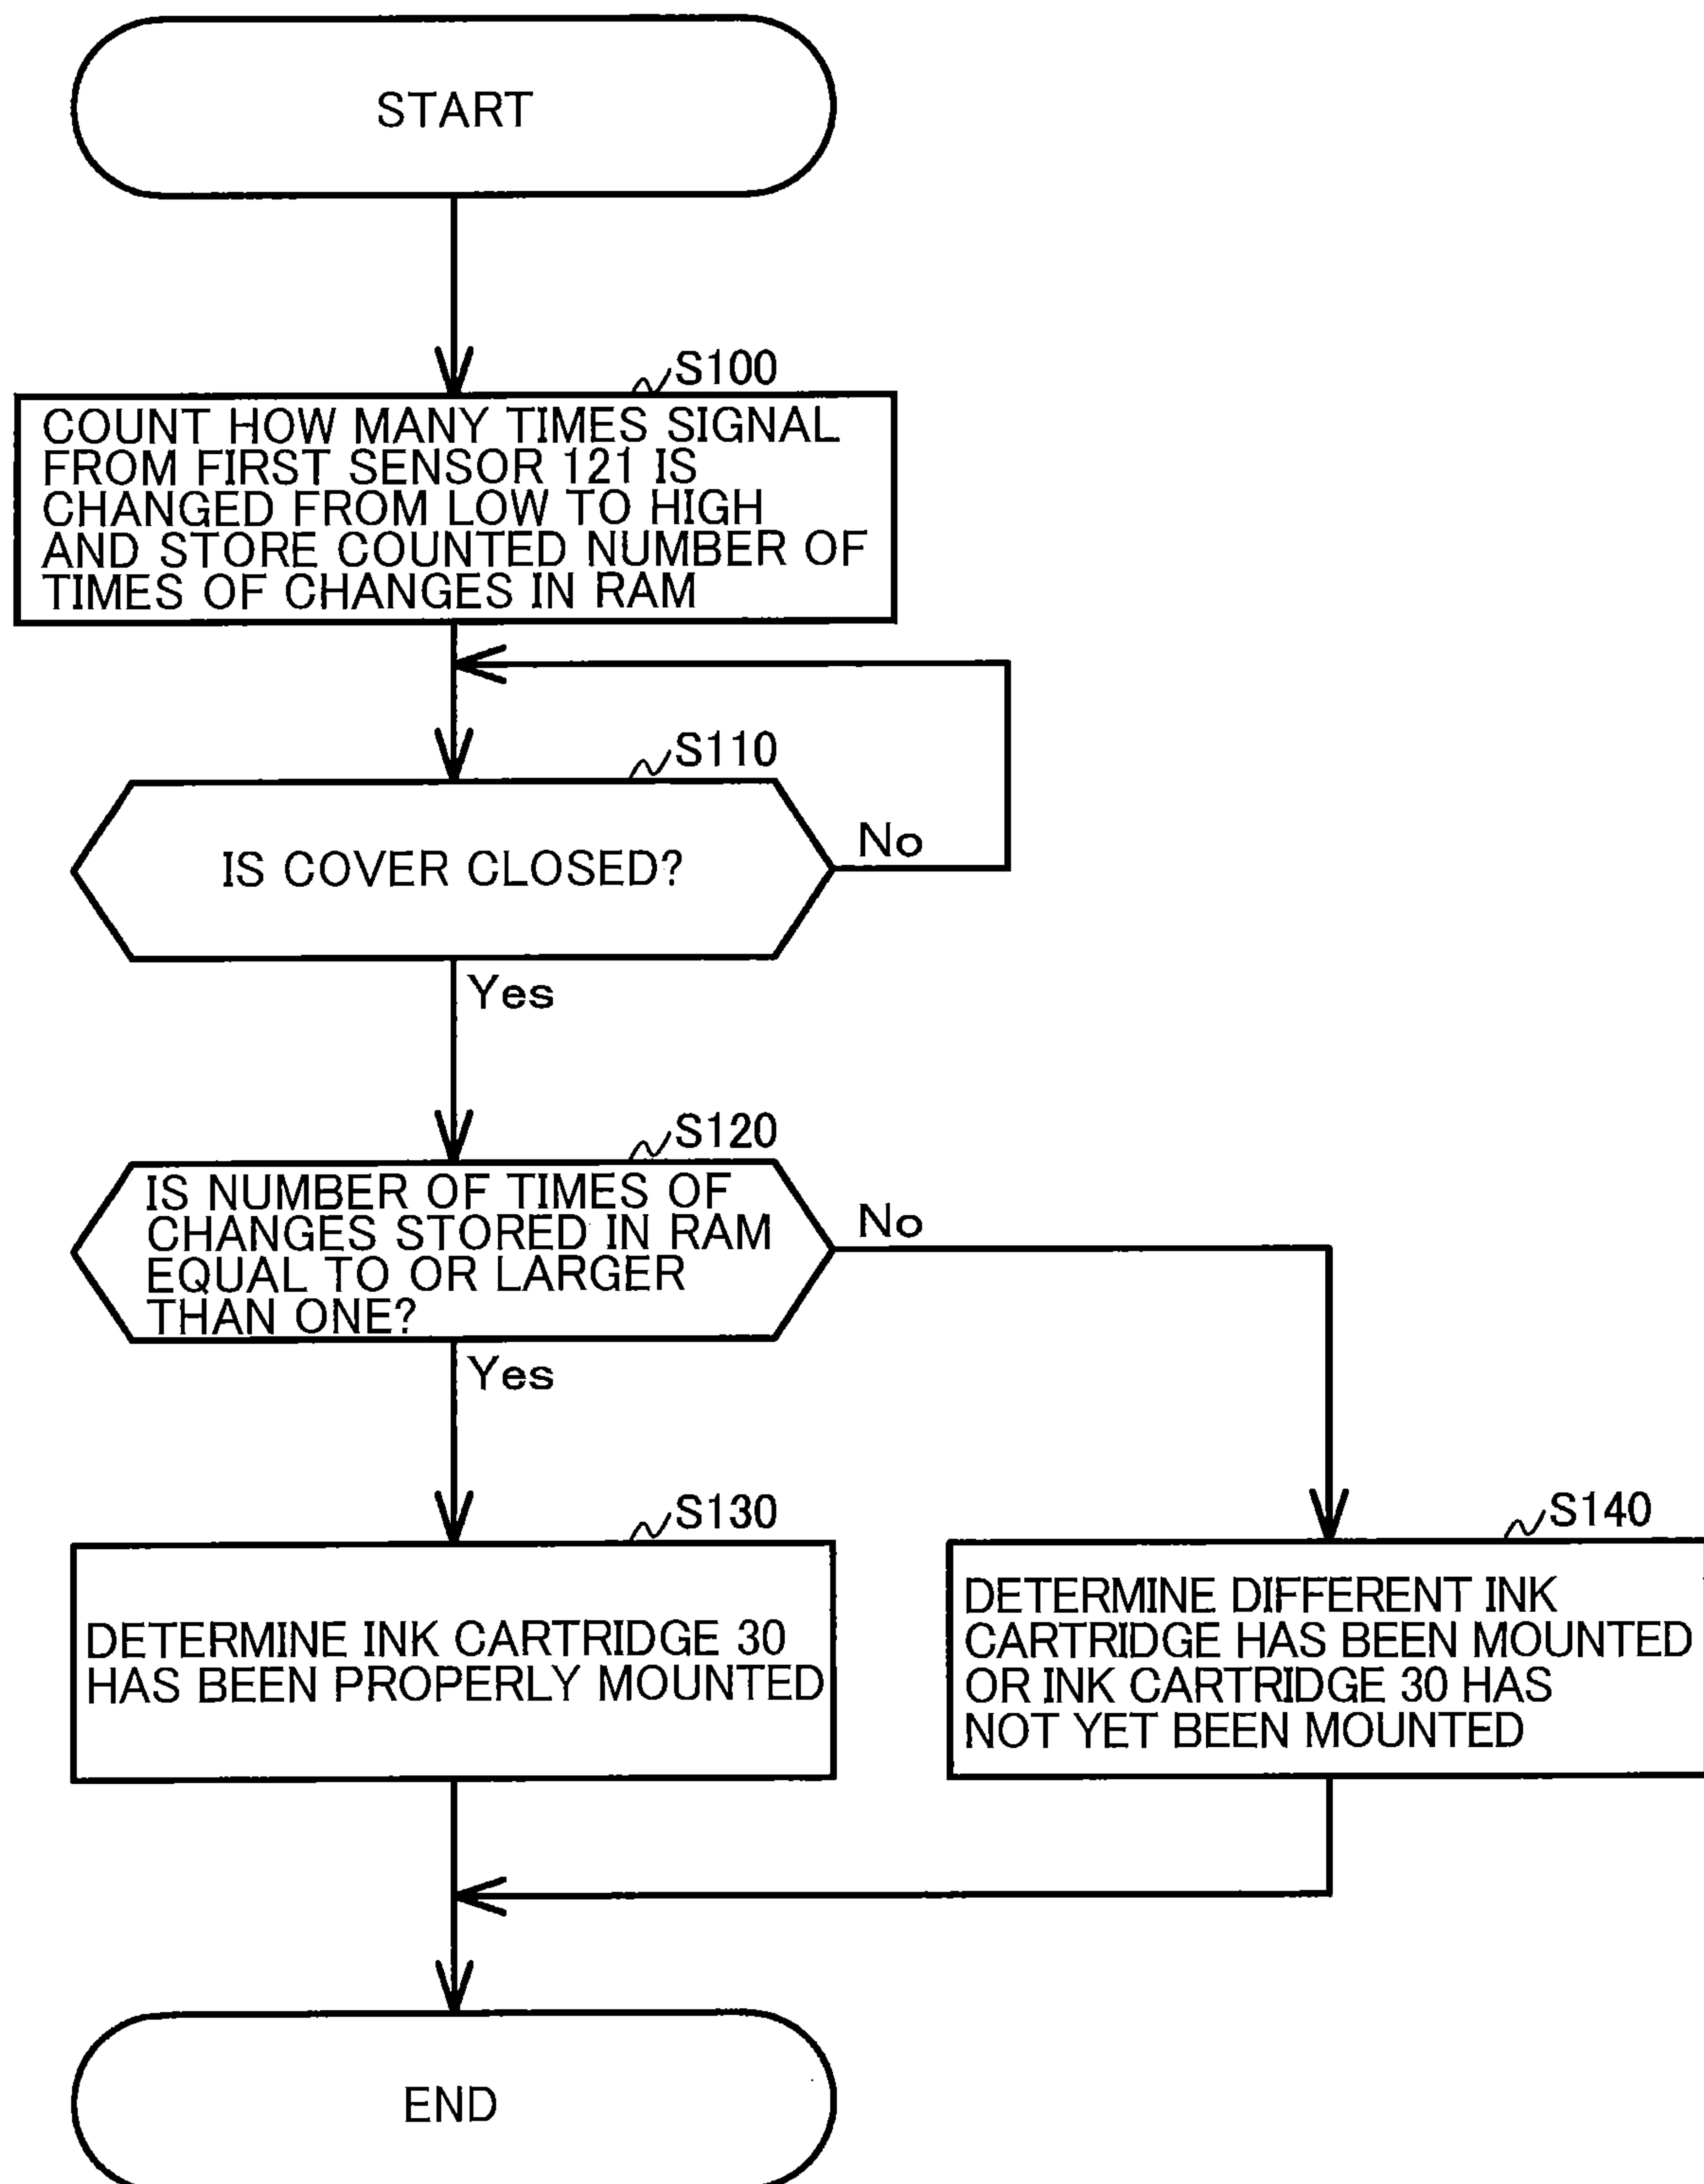 START
S100
COUNT HOW MANY TIMES SIGNAL
FROM FIRST SENSOR 121 IS
CHANGED FROM LOW TO HIGH
AND STORE COUNTED NUMBER OF
TIMES OF CHANGES IN RAM
S110
IS COVER CLOSED?
No
Yes
S120
IS NUMBER OF TIMES OF
CHANGES STORED IN RAM
EQUAL TO OR LARGER
THAN ONE?
No
Yes
S130
DETERMINE INK CARTRIDGE 30
HAS BEEN PROPERLY MOUNTED
S140
DETERMINE DIFFERENT INK
CARTRIDGE HAS BEEN MOUNTED
OR INK CARTRIDGE 30 HAS
NOT YET BEEN MOUNTED
END